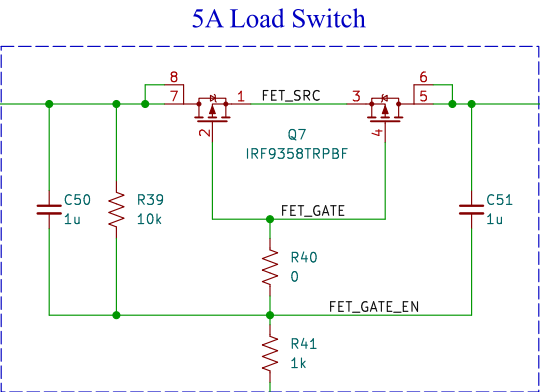 5A Load Switch
8
7
1
FET_SRC
3
6
5
2
4
Q7
IRF9358TRPBF
C50
1u
R39
10k
FET_GATE
C51
1u
R40
0
FET_GATE_EN
R41
1k